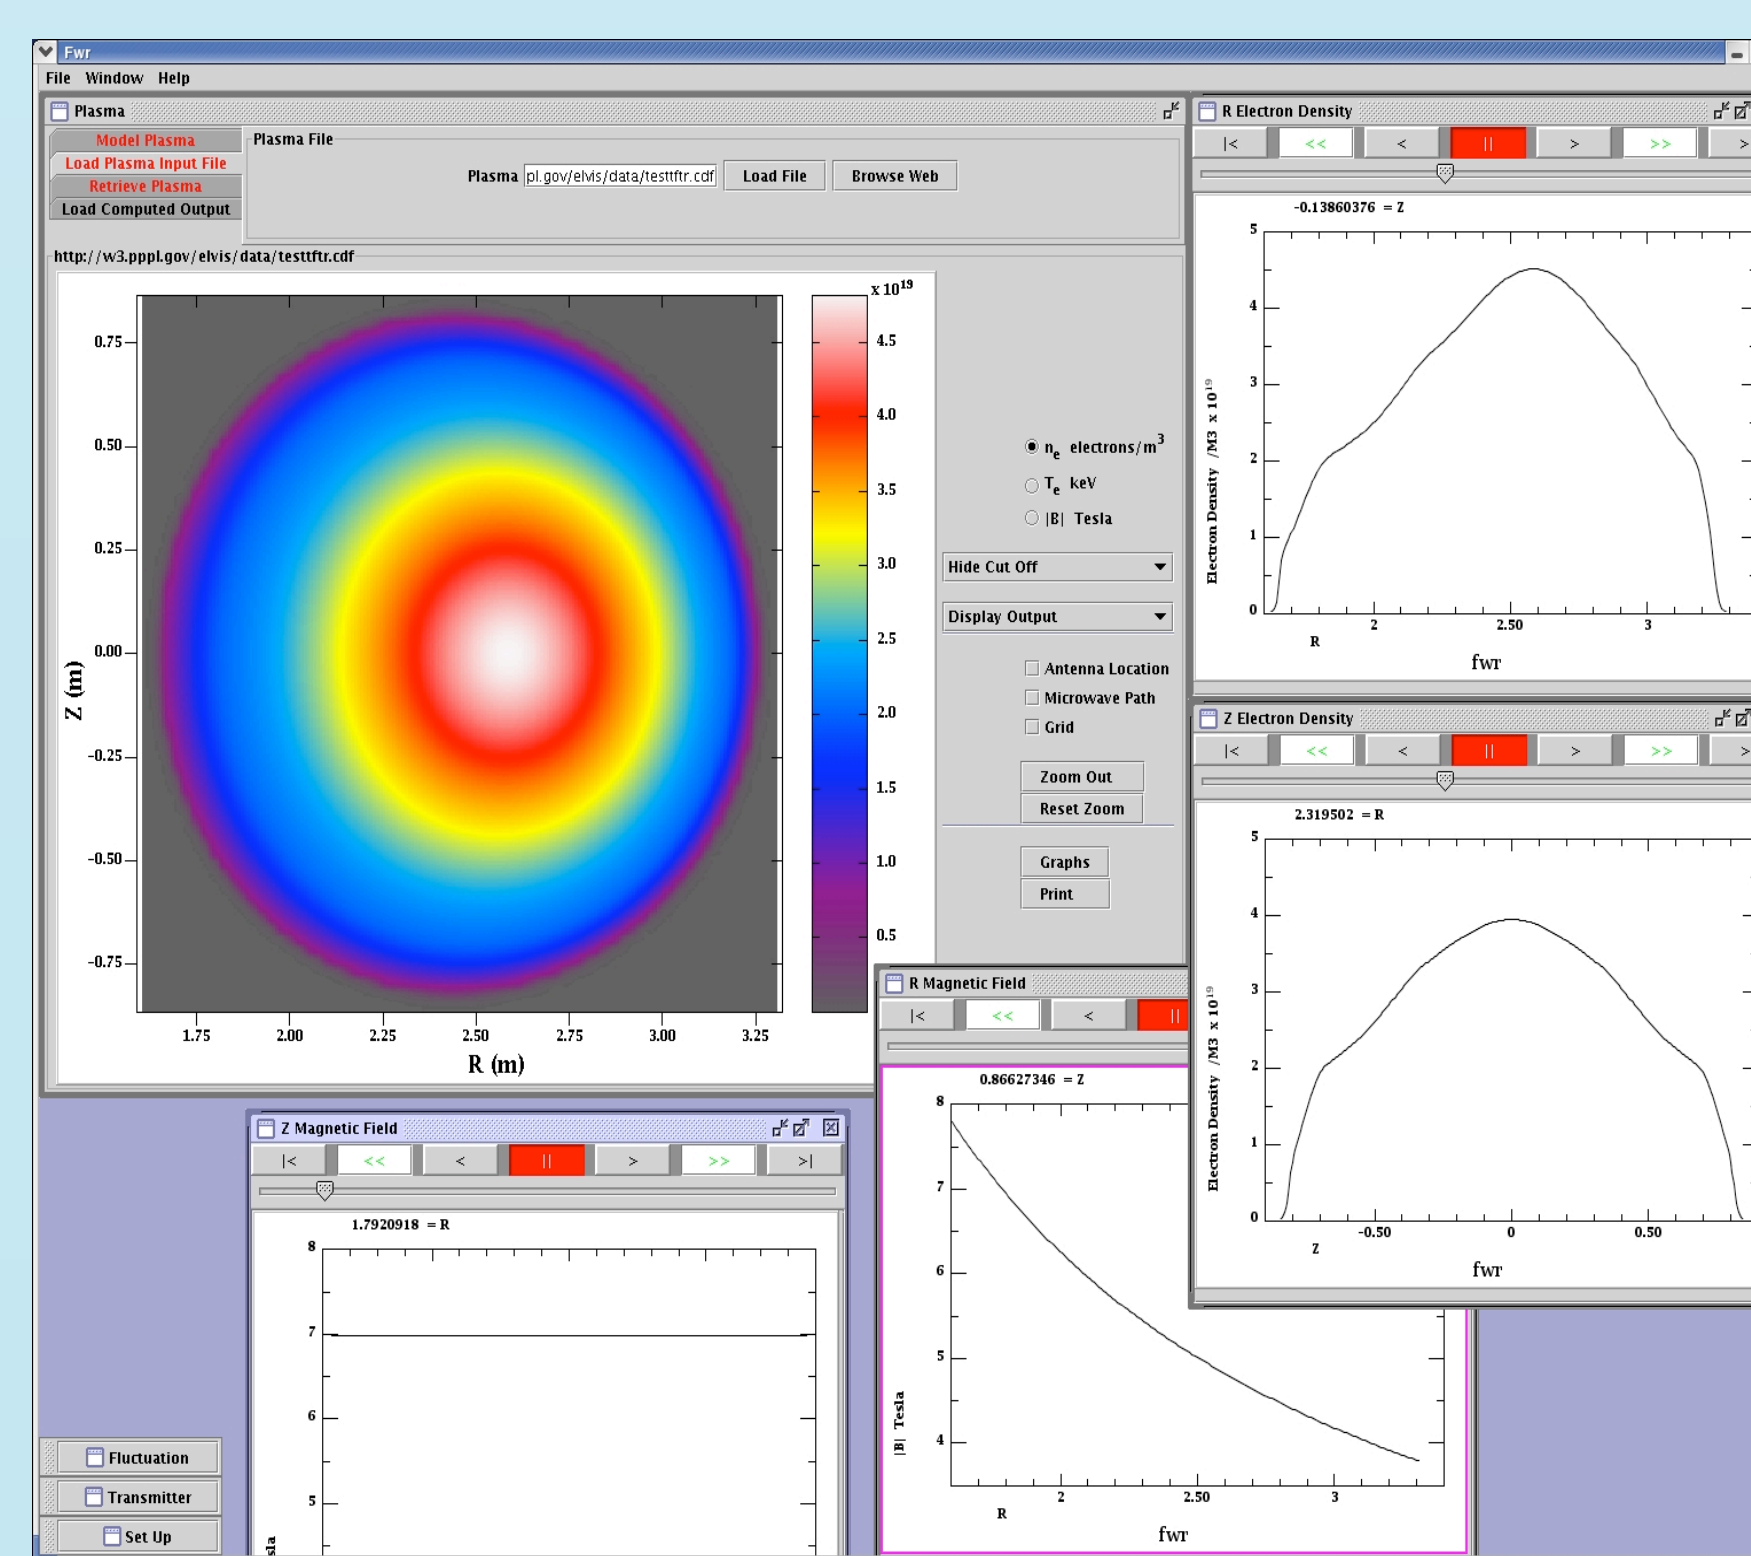 Fwr
File Window Help
Plasma
Model Plasma
Load Plasma Input File
Retrieve Plasma
Load Computed Output
Plasma File
Plasma pl.gov/elvis/data/testtftr.cdf Load File Browse Web
http://w3.pppl.gov/elvis/data/testtftr.cdf
x 10¹⁹
0.75
0.50
0.25
0.00
-0.25
-0.50
-0.75
Z (m)
1.75 2.00 2.25 2.50 2.75 3.00 3.25
R (m)
4.5
4.0
3.5
3.0
2.5
2.0
1.5
1.0
0.5
nₑ electrons/m³
Tₑ keV
|B| Tesla
Hide Cut Off
Display Output
Antenna Location
Microwave Path
Grid
Zoom Out
Reset Zoom
Graphs
Print
R Electron Density
|< << < || > >> >
-0.13860376 = Z
5
4
3
2
1
0
Electron Density /M3 x 10¹⁹
2 2.50 3
R
fwr
Z Electron Density
|< << < || > >> >
2.319502 = R
5
4
3
2
1
0
Electron Density /M3 x 10¹⁹
-0.50 0 0.50
Z
fwr
R Magnetic Field
|< << < ||
0.86627346 = Z
8
7
6
5
4
|B| Tesla
2 2.50 3
R
fwr
Z Magnetic Field
|< << < || > >> >|
1.7920918 = R
8
7
6
5
sla
Fluctuation
Transmitter
Set Up